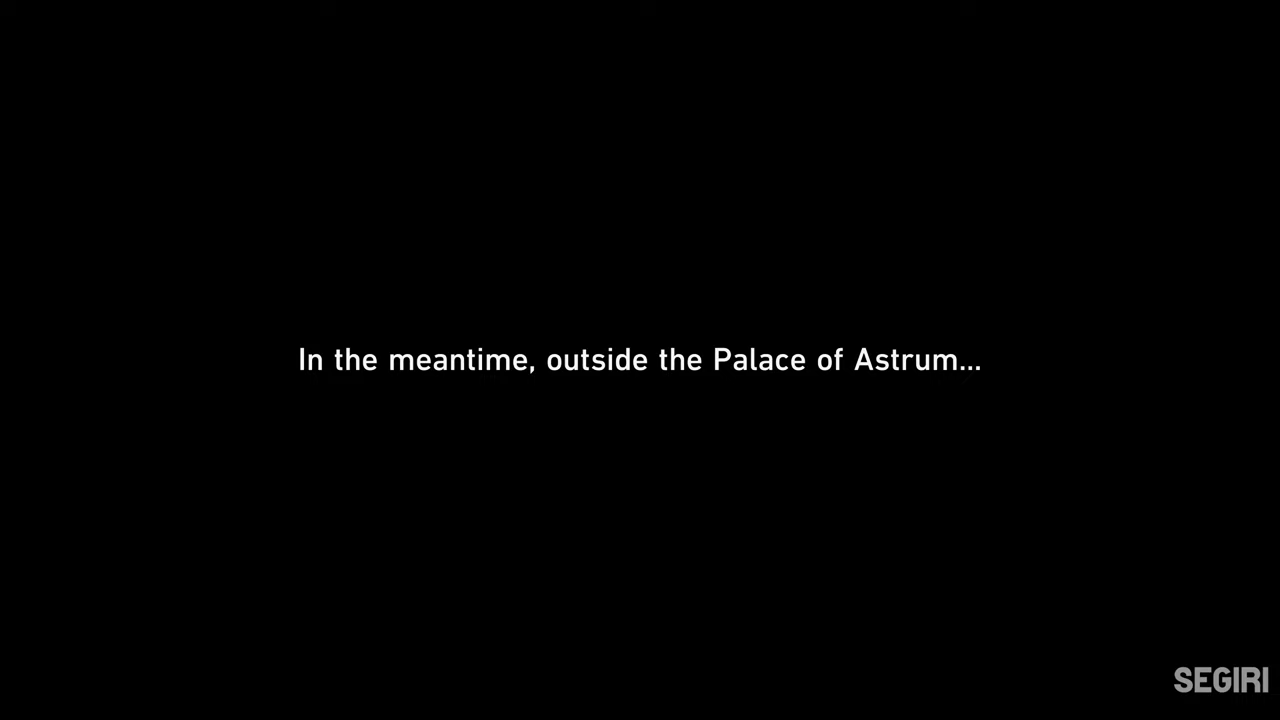 In the meantime, outside the Palace of Astrum...
SEGIRI